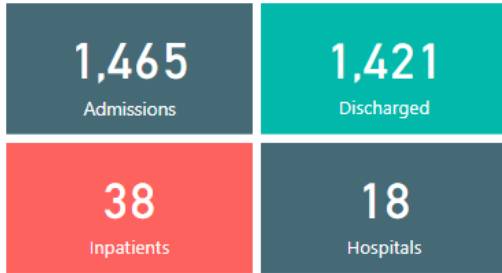 1,465
Admissions
1,421
Discharged
38
Inpatients
18
Hospitals